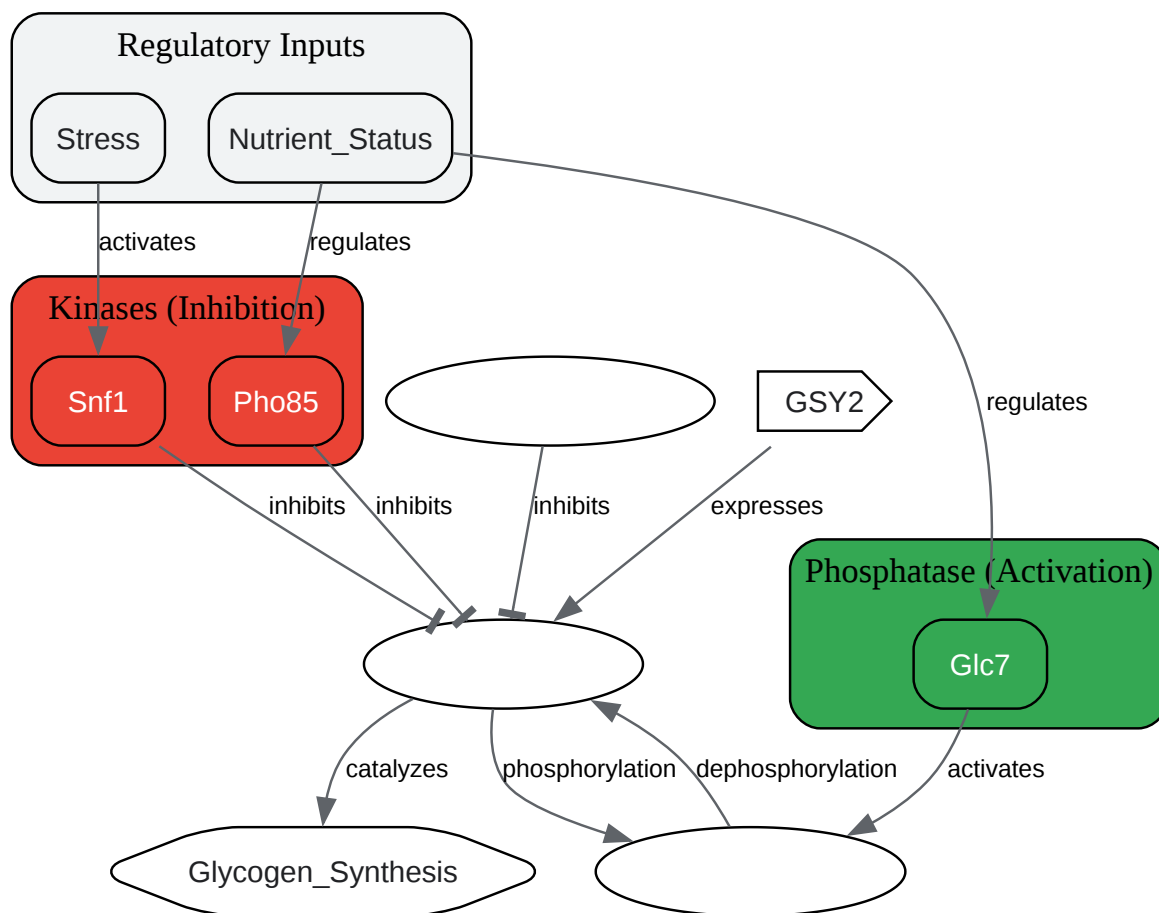 Regulatory Inputs
Stress
Nutrient_Status
activates
regulates
Kinases (Inhibition)
Snf1
Pho85
GSY2
regulates
inhibits
inhibits
inhibits
expresses
Phosphatase (Activation)
Glc7
catalyzes
phosphorylation
dephosphorylation
activates
Glycogen_Synthesis